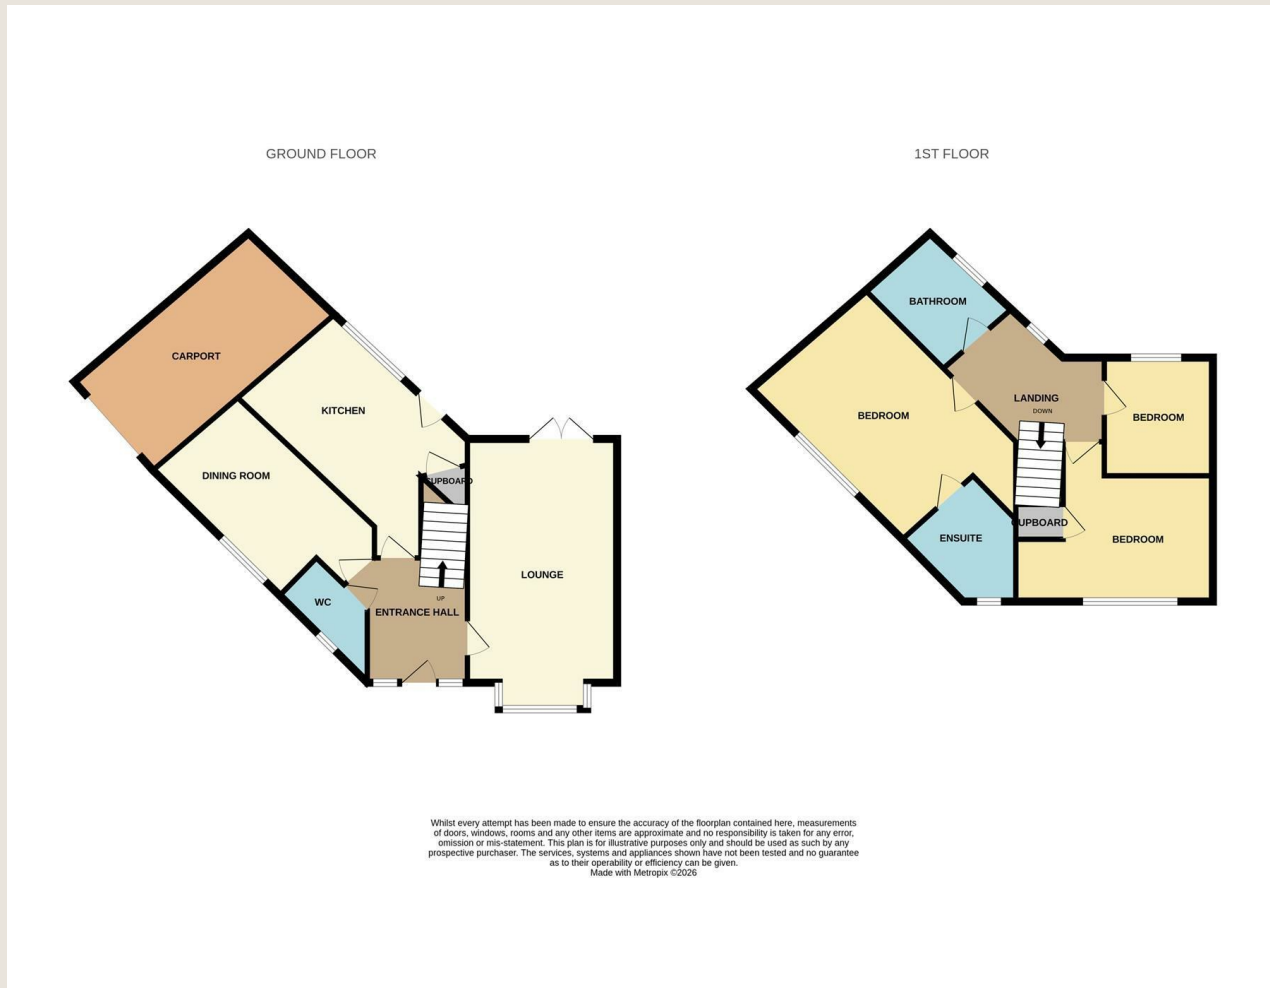 GROUND FLOOR
1ST FLOOR
CARPORT
KITCHEN
DINING ROOM
CUPBOARD
LOUNGE
WC
UP
ENTRANCE HALL
BATHROOM
LANDING
DOWN
BEDROOM
BEDROOM
CUPBOARD
ENSUITE
BEDROOM
Whilst every attempt has been made to ensure the accuracy of the floorplan contained here, measurements
of doors, windows, rooms and any other items are approximate and no responsibility is taken for any error,
omission or mis-statement. This plan is for illustrative purposes only and should be used as such by any
prospective purchaser. The services, systems and appliances shown have not been tested and no guarantee
as to their operability or efficiency can be given.
Made with Metropix ©2026